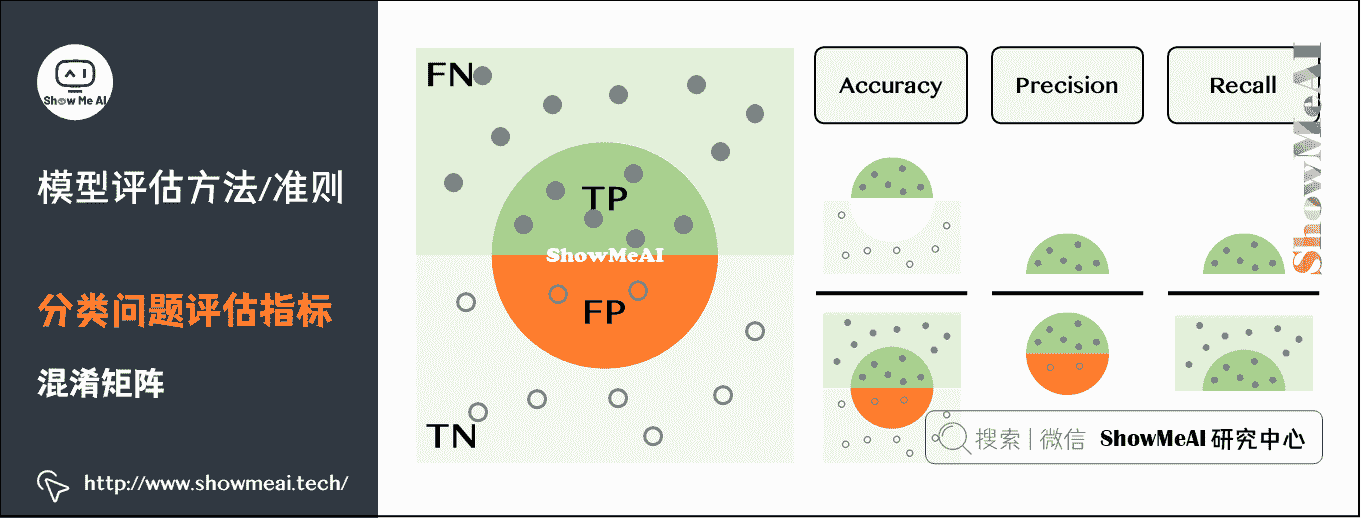 Show Me AI
模型评估方法/准则
分类问题评估指标
混淆矩阵
http://www.showmeai.tech/
FN
TP
ShowMeAI
FP
TN
Accuracy
Precision
Recall
ShowMeAI
搜索 | 微信 ShowMeAI 研究中心